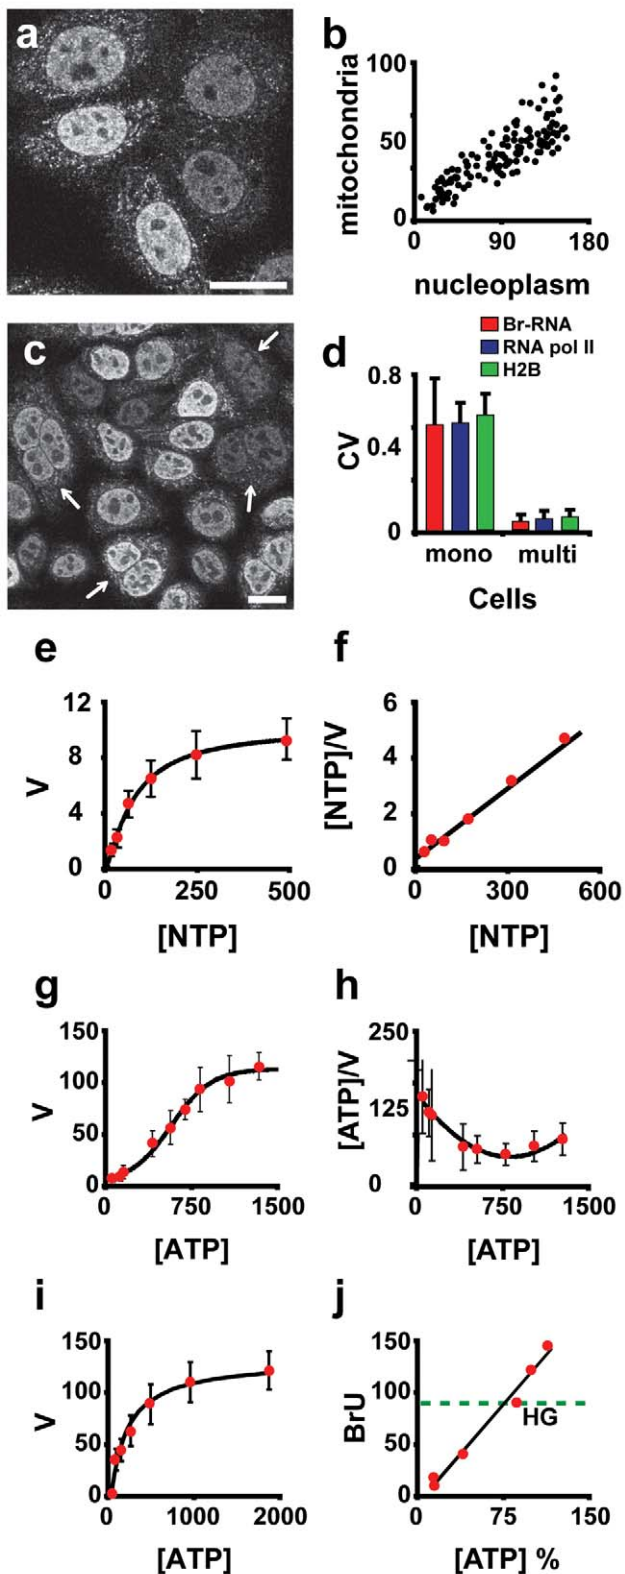 a
b
100
50
0
mitochondria
0 90 180
nucleoplasm
c
d
Br-RNA
RNA pol II
H2B
0.8
0.4
0
CV
mono multi
Cells
e
12
8
4
0
V
0 250 500
[NTP]
f
6
4
2
0
[NTP]/V
0 300 600
[NTP]
g
150
100
50
0
V
0 750 1500
[ATP]
h
250
125
0
[ATP]/V
0 750 1500
[ATP]
i
150
100
50
0
V
0 1000 2000
[ATP]
j
150
100
50
0
BrU
HG
0 75 150
[ATP] %